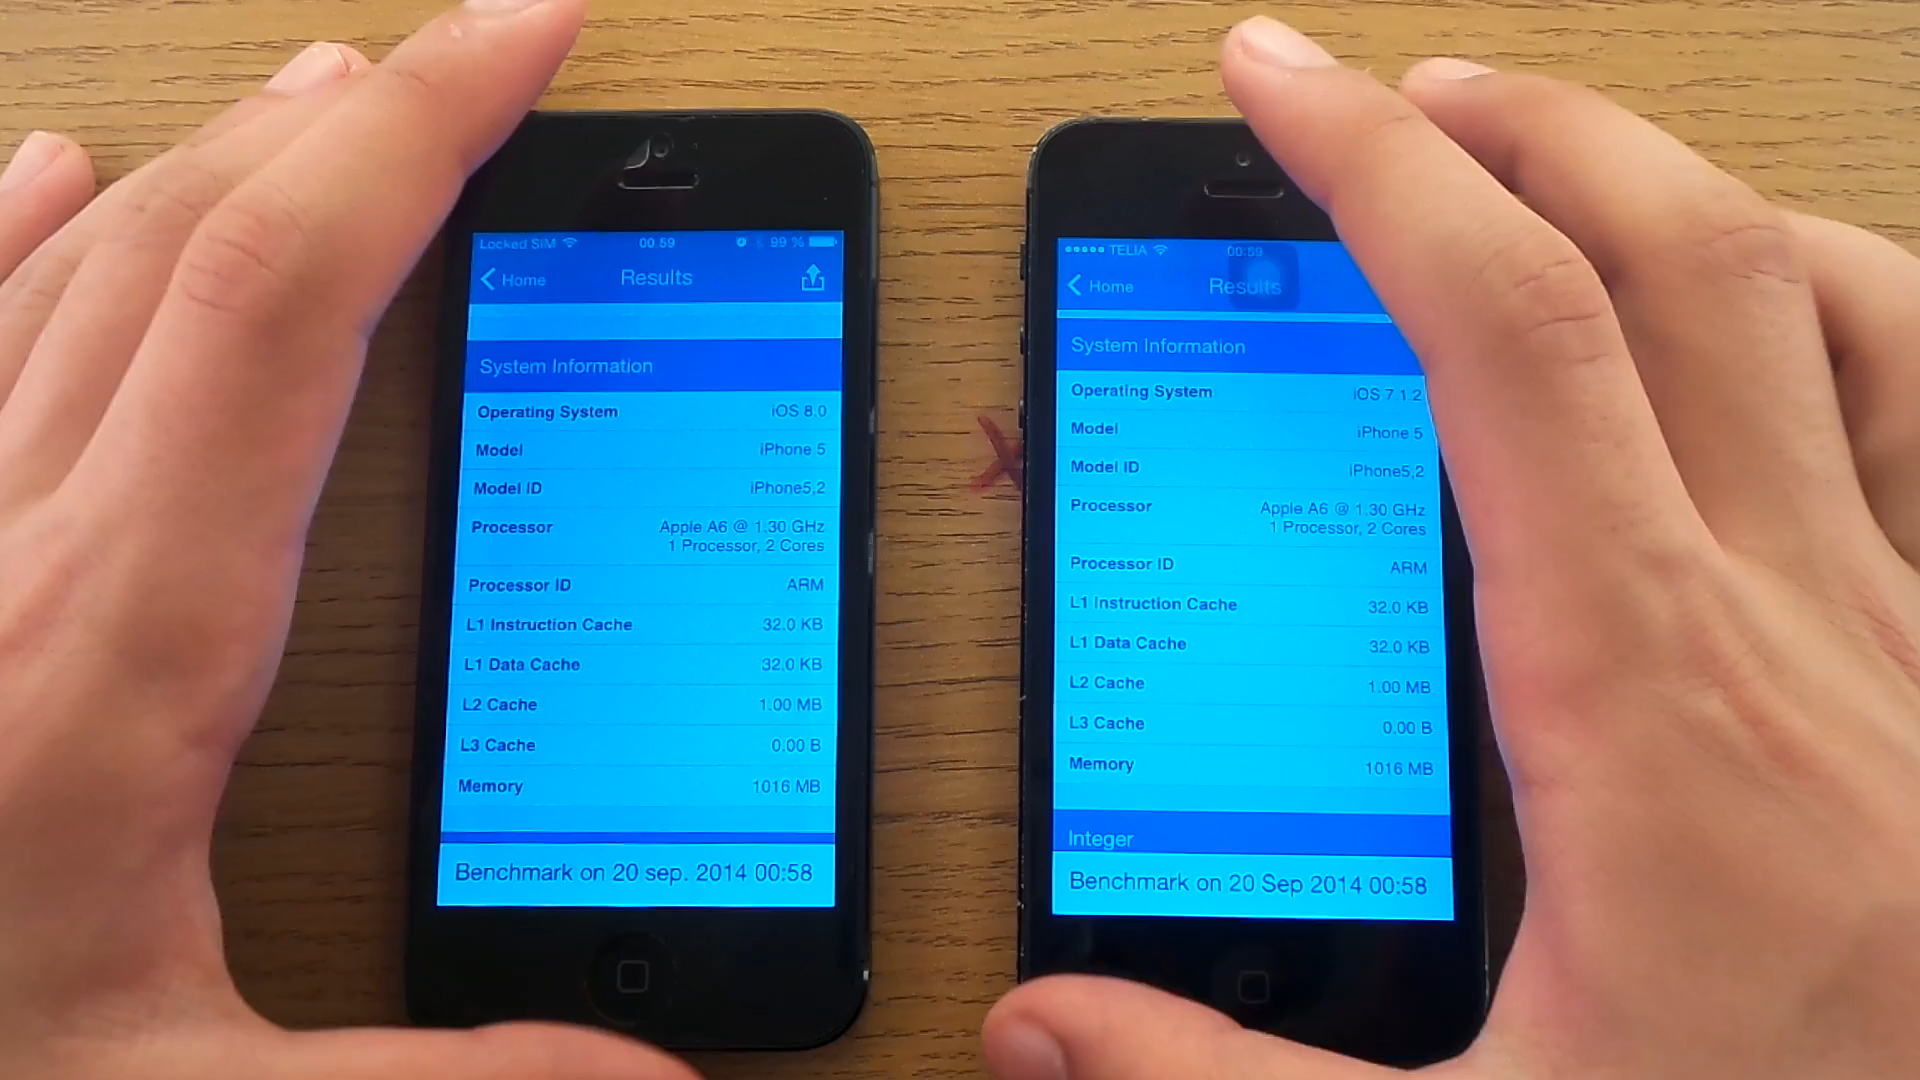 Locked SIM 00.59 99 %
Home Results
System Information
Operating System iOS 8.0
Model iPhone 5
Model ID iPhone5,2
Processor Apple A6 @ 1.30 GHz
1 Processor, 2 Cores
Processor ID ARM
L1 Instruction Cache 32.0 KB
L1 Data Cache 32.0 KB
L2 Cache 1.00 MB
L3 Cache 0.00 B
Memory 1016 MB
Benchmark on 20 sep. 2014 00:58
TELIA 00:59
Home Results
System Information
Operating System iOS 7.1.2
Model iPhone 5
Model ID iPhone5,2
Processor Apple A6 @ 1.30 GHz
1 Processor, 2 Cores
Processor ID ARM
L1 Instruction Cache 32.0 KB
L1 Data Cache 32.0 KB
L2 Cache 1.00 MB
L3 Cache 0.00 B
Memory 1016 MB
Integer
Benchmark on 20 Sep 2014 00:58